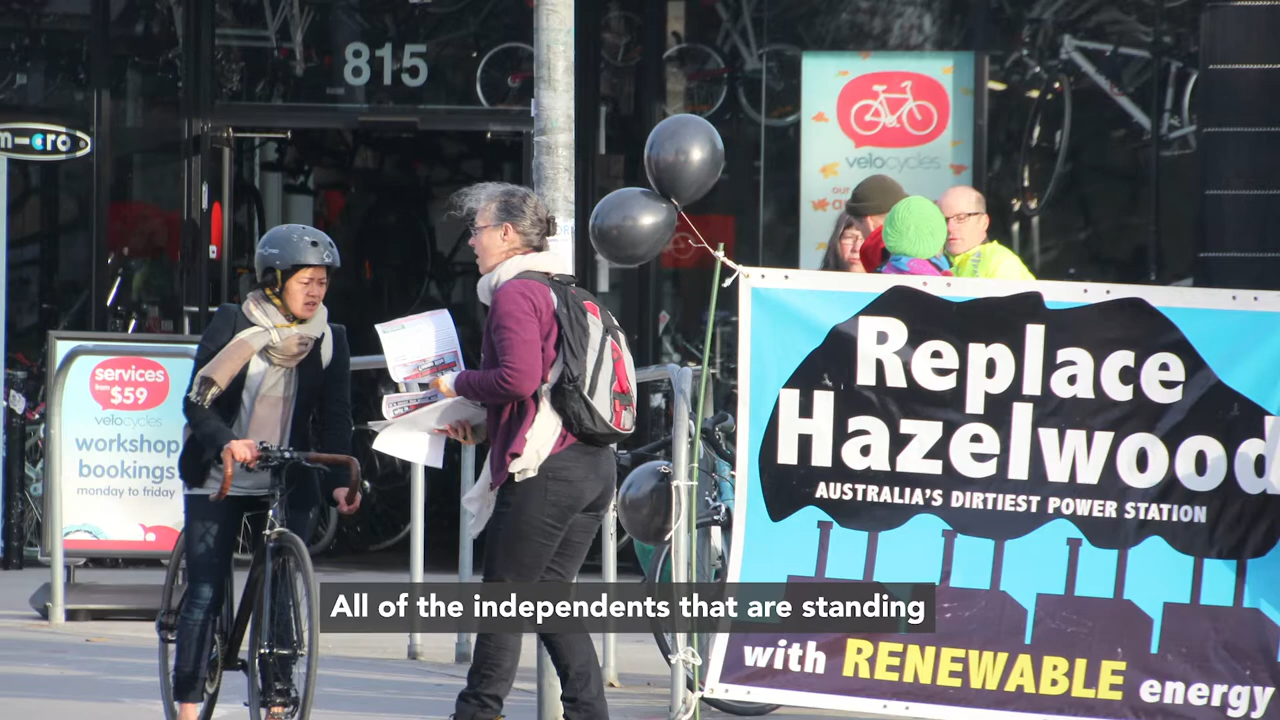 815
m-cro
velocycles
our
services
from $59
velocycles
workshop
bookings
monday to friday
Replace
Hazelwood
AUSTRALIA'S DIRTIEST POWER STATION
with RENEWABLE energy
All of the independents that are standing